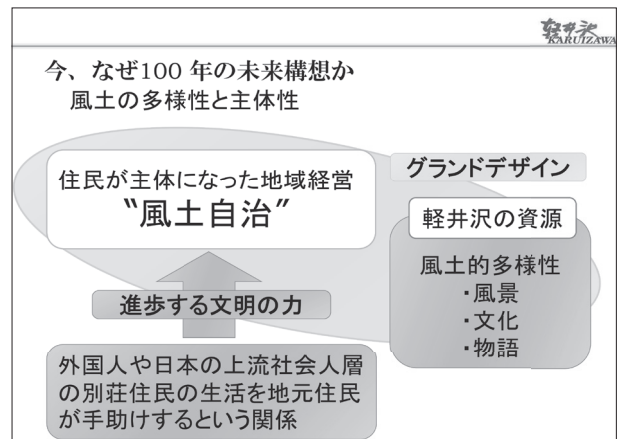 軽井沢
KARUIZAWA
今、なぜ100 年の未来構想か
風土の多様性と主体性
住民が主体になった地域経営
〝風土自治″
グランドデザイン
軽井沢の資源
風土的多様性
・風景
・文化
・物語
進歩する文明の力
外国人や日本の上流社会人層
の別荘住民の生活を地元住民
が手助けするという関係